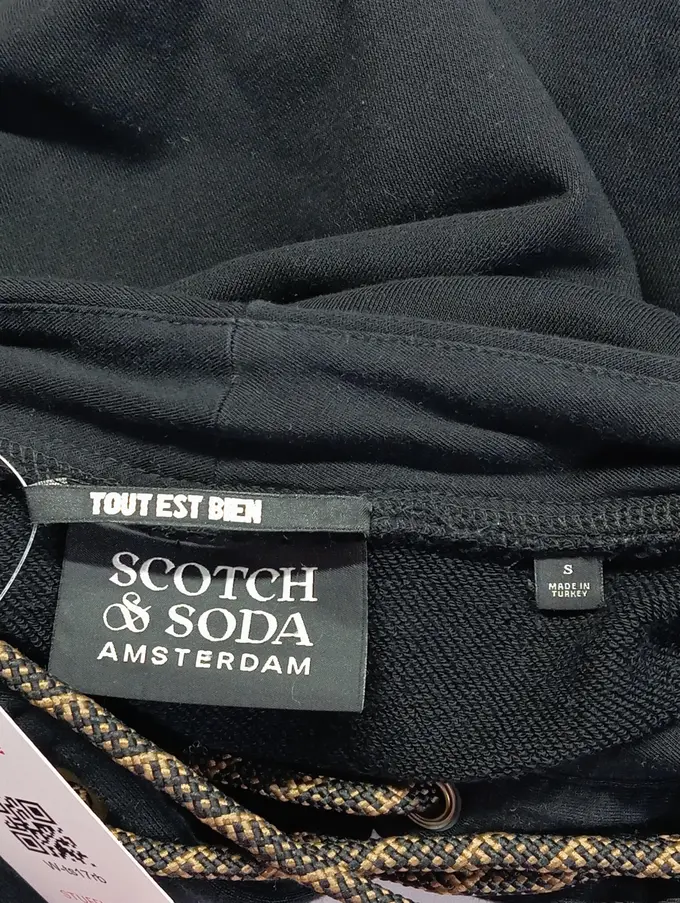 TOUT EST BIEN
SCOTCH
& SODA
AMSTERDAM
S
MADE IN
TURKEY